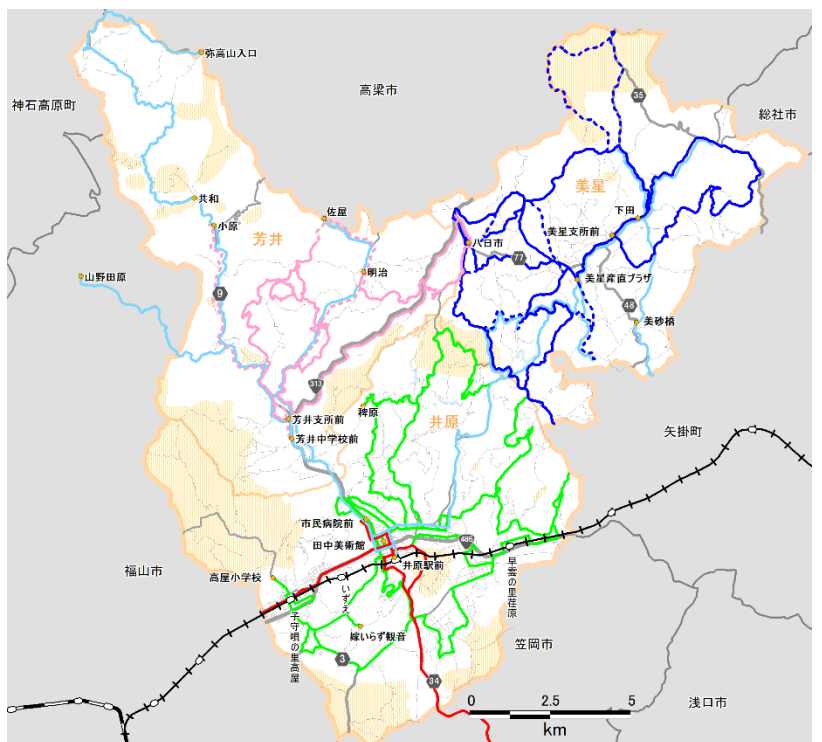 弥高山入口
高梁市
神石高原町
35
総社市
共和
佐屋
美星
下田
小原
芳井
美星支所前
八日市
77
山野田原
明治
美星産直プラザ
9
48
美砂橋
313
稗原
芳井支所前
井原
芳井中学校前
矢掛町
市民病院前
田中美術館
486
井原駅前
福山市
高屋小学校
いずえ
早雲の里荏原
子守唄の里高屋
嫁いらず観音
笠岡市
3
34
浅口市
0 2.5 5
km